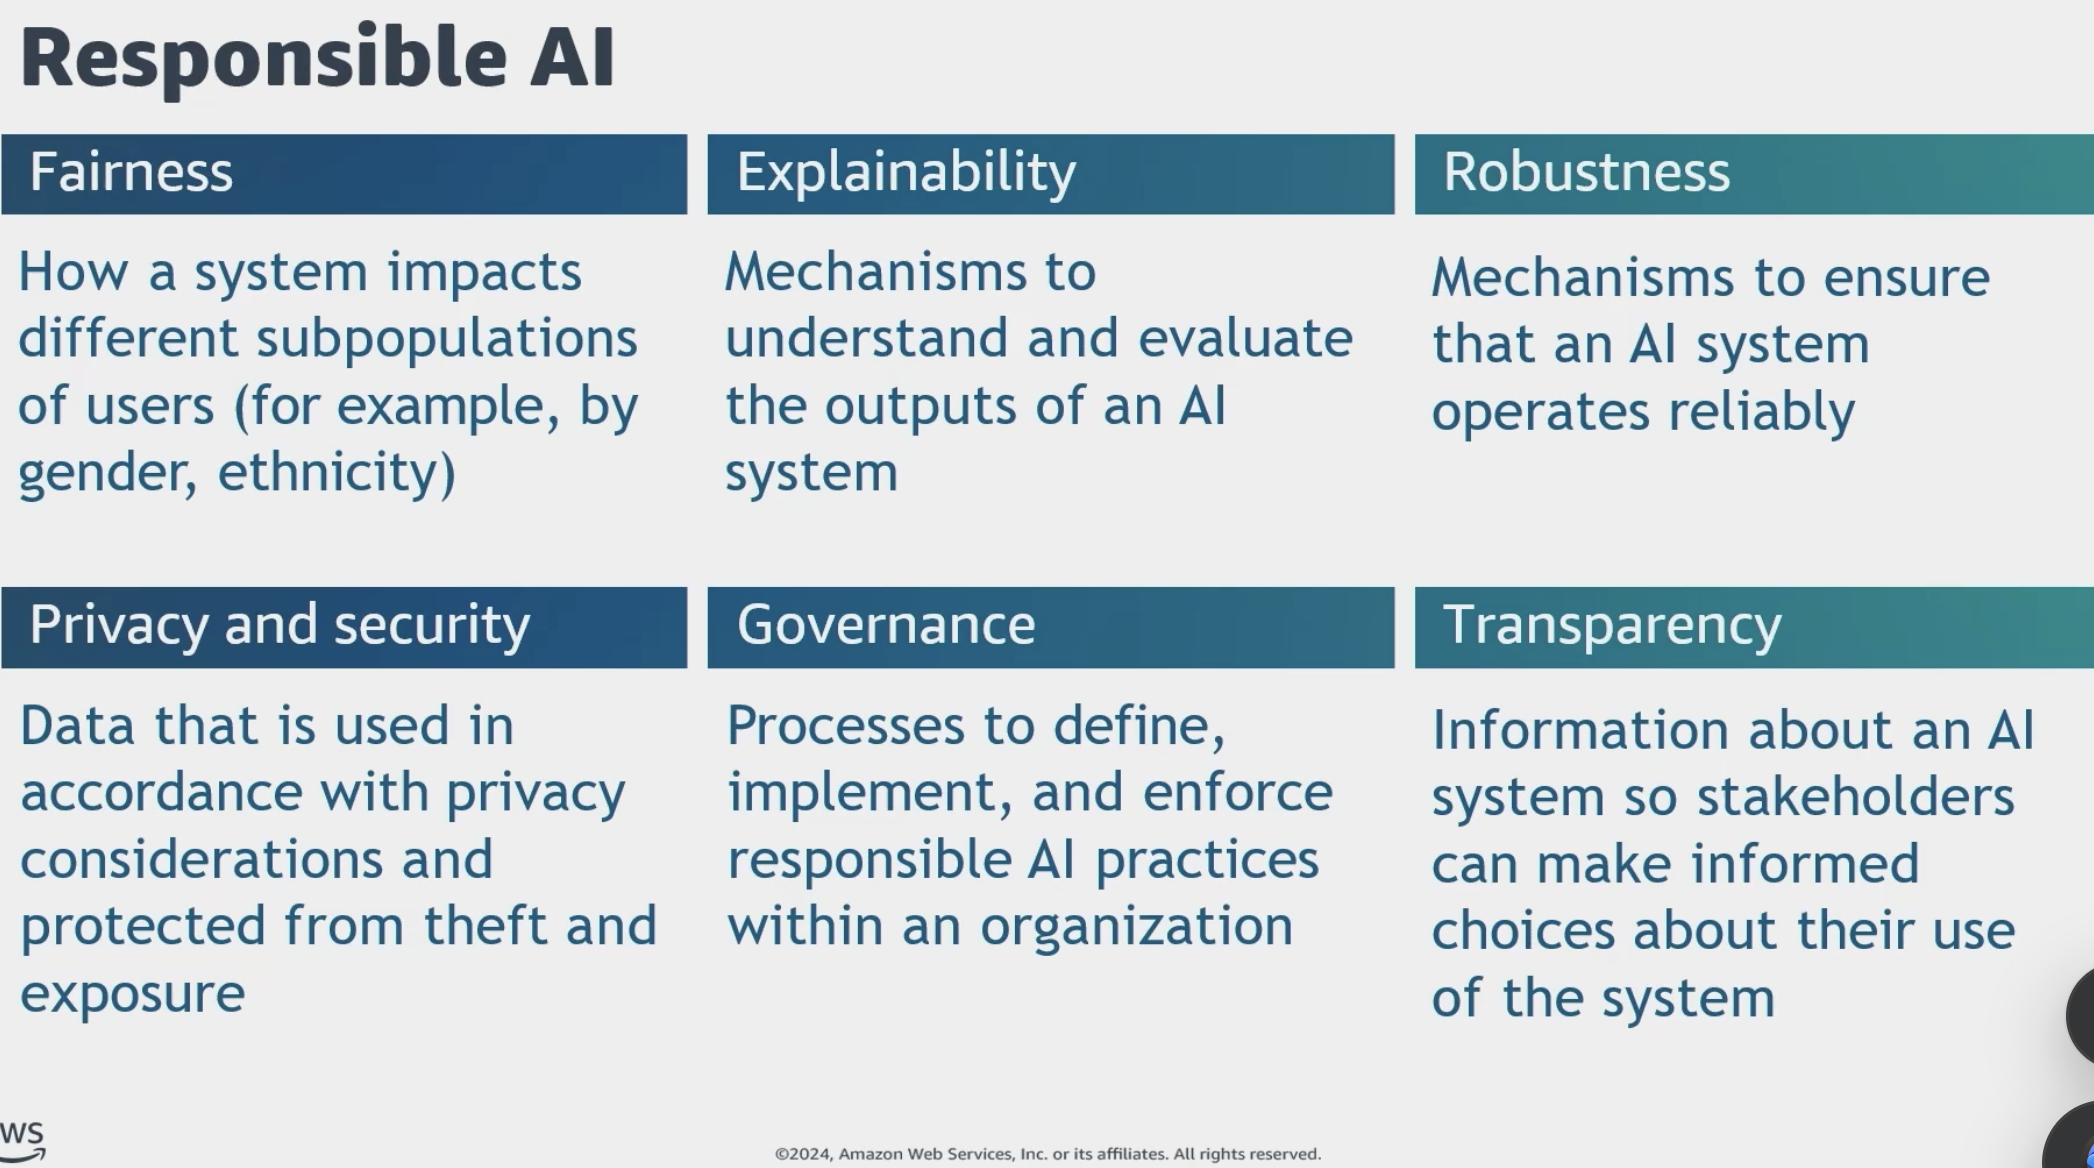 Responsible AI
Fairness
How a system impacts
different subpopulations
of users (for example, by
gender, ethnicity)
Explainability
Mechanisms to
understand and evaluate
the outputs of an AI
system
Robustness
Mechanisms to ensure
that an AI system
operates reliably
Privacy and security
Data that is used in
accordance with privacy
considerations and
protected from theft and
exposure
Governance
Processes to define,
implement, and enforce
responsible AI practices
within an organization
Transparency
Information about an AI
system so stakeholders
can make informed
choices about their use
of the system
ws
©2024, Amazon Web Services, Inc. or its affiliates. All rights reserved.